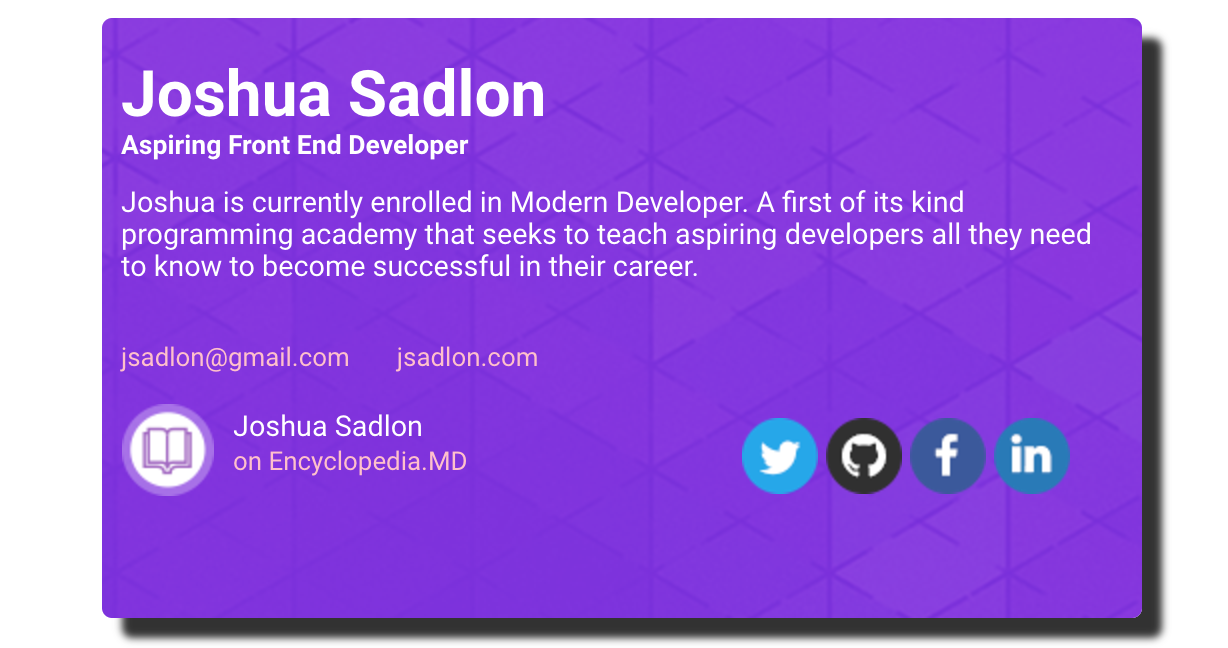 Joshua Sadlon
Aspiring Front End Developer
Joshua is currently enrolled in Modern Developer. A first of its kind
programming academy that seeks to teach aspiring developers all they need
to know to become successful in their career.
jsadlon@gmail.com jsadlon.com
Joshua Sadlon
on Encyclopedia.MD
f in